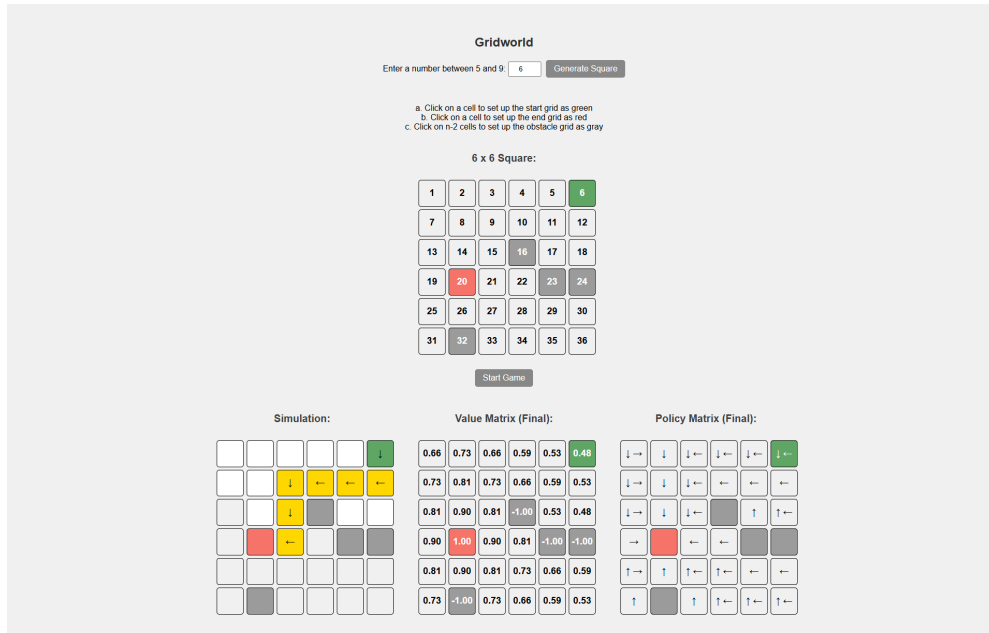 Gridworld
Enter a number between 5 and 9: 6 Generate Square
a. Click on a cell to set up the start grid as green
b. Click on a cell to set up the end grid as red
c. Click on n-2 cells to set up the obstacle grid as gray
6 x 6 Square:
1 2 3 4 5 6
7 8 9 10 11 12
13 14 15 16 17 18
19 20 21 22 23 24
25 26 27 28 29 30
31 32 33 34 35 36
Start Game
Simulation:
↓
↓ ← ← ←
↓
←
Value Matrix (Final):
0.66 0.73 0.66 0.59 0.53 0.48
0.73 0.81 0.73 0.66 0.59 0.53
0.81 0.90 0.81 -1.00 0.53 0.48
0.90 1.00 0.90 0.81 -1.00 -1.00
0.81 0.90 0.81 0.73 0.66 0.59
0.73 -1.00 0.73 0.66 0.59 0.53
Policy Matrix (Final):
↓→ ↓ ↓← ↓← ↓← ↓←
↓→ ↓ ↓← ← ← ←
↓→ ↓ ↓← ↑ ↑←
→ ← ←
↑→ ↑ ↑← ↑← ← ←
↑ ↑ ↑← ↑← ↑←